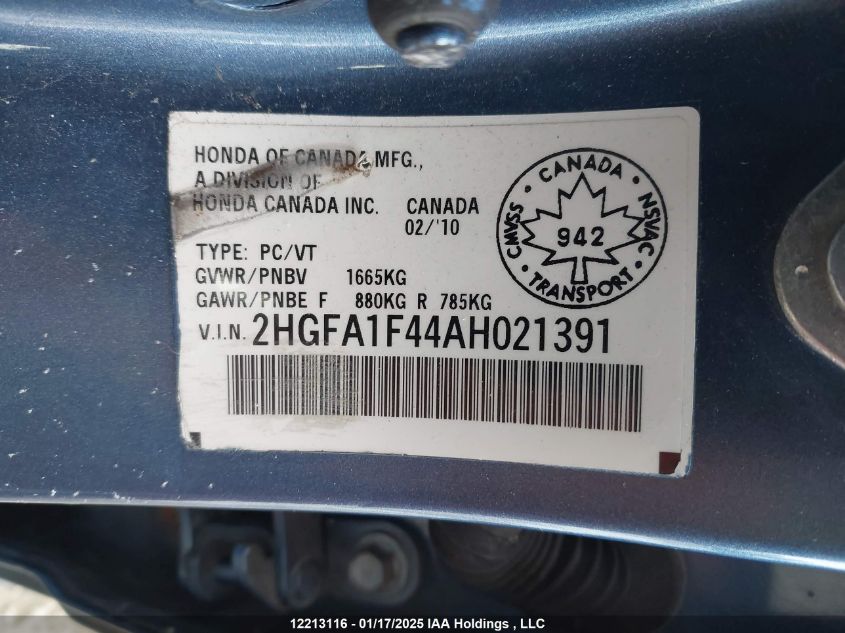 HONDA OF CANADA MFG.,
A DIVISION OF
HONDA CANADA INC. CANADA
02/'10
TYPE: PC/VT
GVWR/PNBV 1665KG
GAWR/PNBE F 880KG R 785KG
V.I.N. 2HGFA1F44AH021391
• CANADA •
CMVSS
942
NSVAC
TRANSPORT
12213116 - 01/17/2025 IAA Holdings , LLC